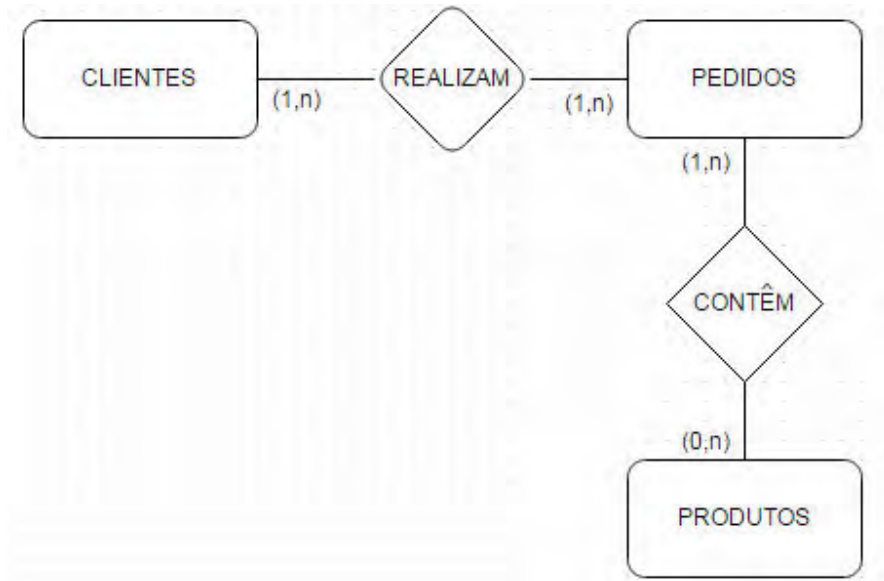 CLIENTES
REALIZAM
PEDIDOS
(1,n)
(1,n)
(1,n)
CONTÊM
(0,n)
PRODUTOS